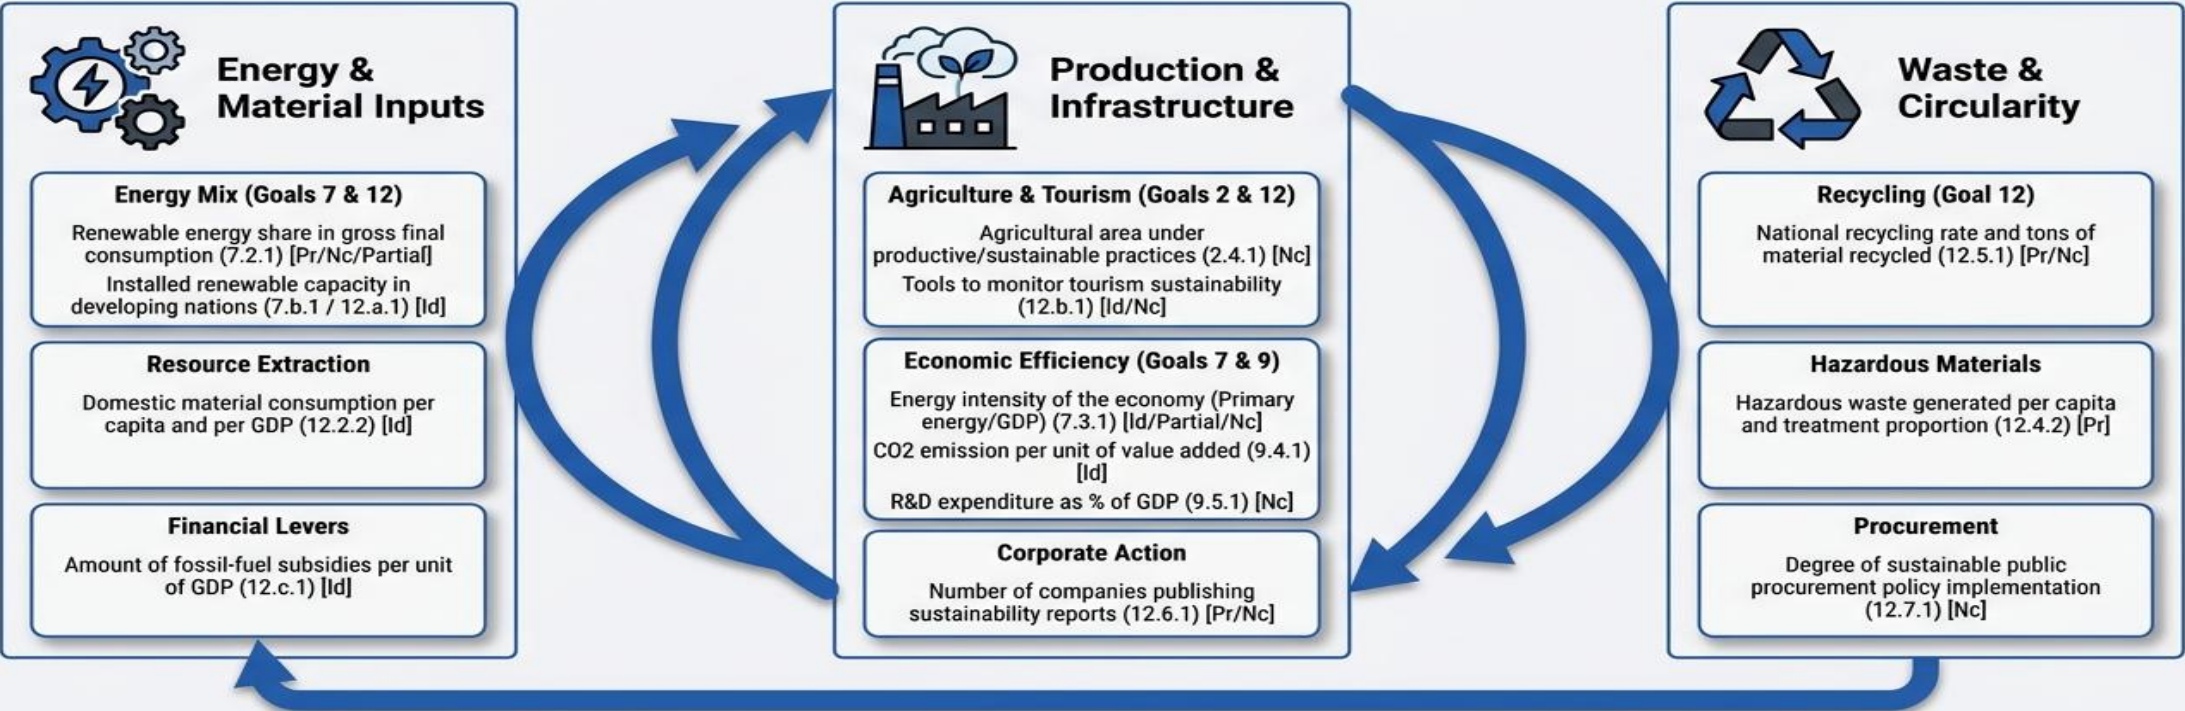 Energy &
Material Inputs
Energy Mix (Goals 7 & 12)
Renewable energy share in gross final
consumption (7.2.1) [Pr/Nc/Partial]
Installed renewable capacity in
developing nations (7.b.1 / 12.a.1) [Id]
Resource Extraction
Domestic material consumption per
capita and per GDP (12.2.2) [Id]
Financial Levers
Amount of fossil-fuel subsidies per unit
of GDP (12.c.1) [Id]
Production &
Infrastructure
Agriculture & Tourism (Goals 2 & 12)
Agricultural area under
productive/sustainable practices (2.4.1) [Nc]
Tools to monitor tourism sustainability
(12.b.1) [Id/Nc]
Economic Efficiency (Goals 7 & 9)
Energy intensity of the economy (Primary
energy/GDP) (7.3.1) [Id/Partial/Nc]
CO2 emission per unit of value added (9.4.1)
[Id]
R&D expenditure as % of GDP (9.5.1) [Nc]
Corporate Action
Number of companies publishing
sustainability reports (12.6.1) [Pr/Nc]
Waste &
Circularity
Recycling (Goal 12)
National recycling rate and tons of
material recycled (12.5.1) [Pr/Nc]
Hazardous Materials
Hazardous waste generated per capita
and treatment proportion (12.4.2) [Pr]
Procurement
Degree of sustainable public
procurement policy implementation
(12.7.1) [Nc]